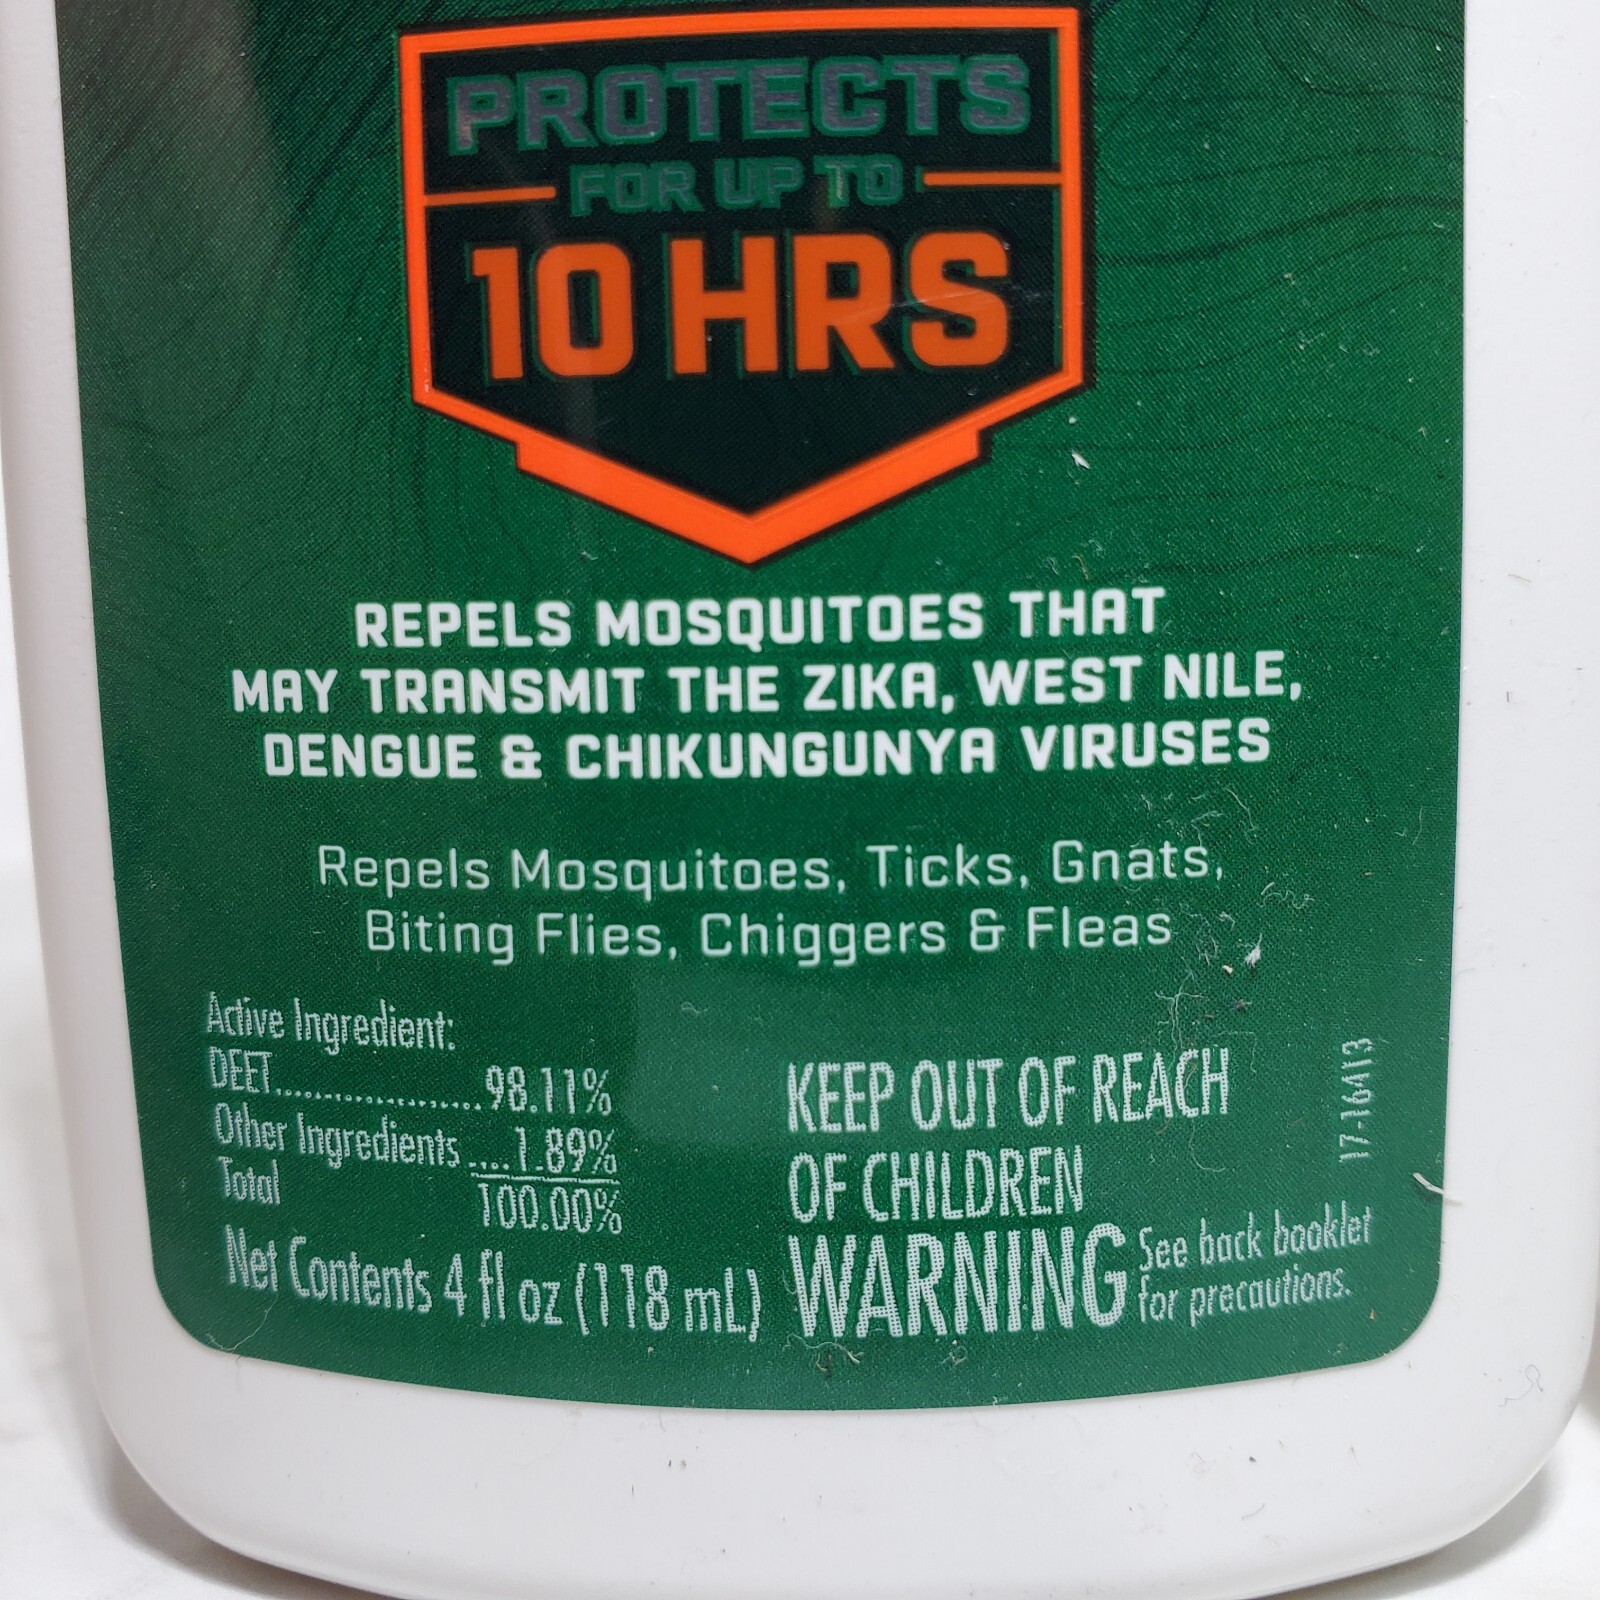 PROTECTS
FOR UP TO
10 HRS
REPELS MOSQUITOES THAT
MAY TRANSMIT THE ZIKA, WEST NILE,
DENGUE & CHIKUNGUNYA VIRUSES
Repels Mosquitoes, Ticks, Gnats,
Biting Flies, Chiggers & Fleas
Active Ingredient:
DEET....................98.11%
Other Ingredients.....1.89%
Total 100.00%
Net Contents 4 fl oz (118 mL)
KEEP OUT OF REACH
OF CHILDREN
WARNING See back booklet
for precautions.
17-16413